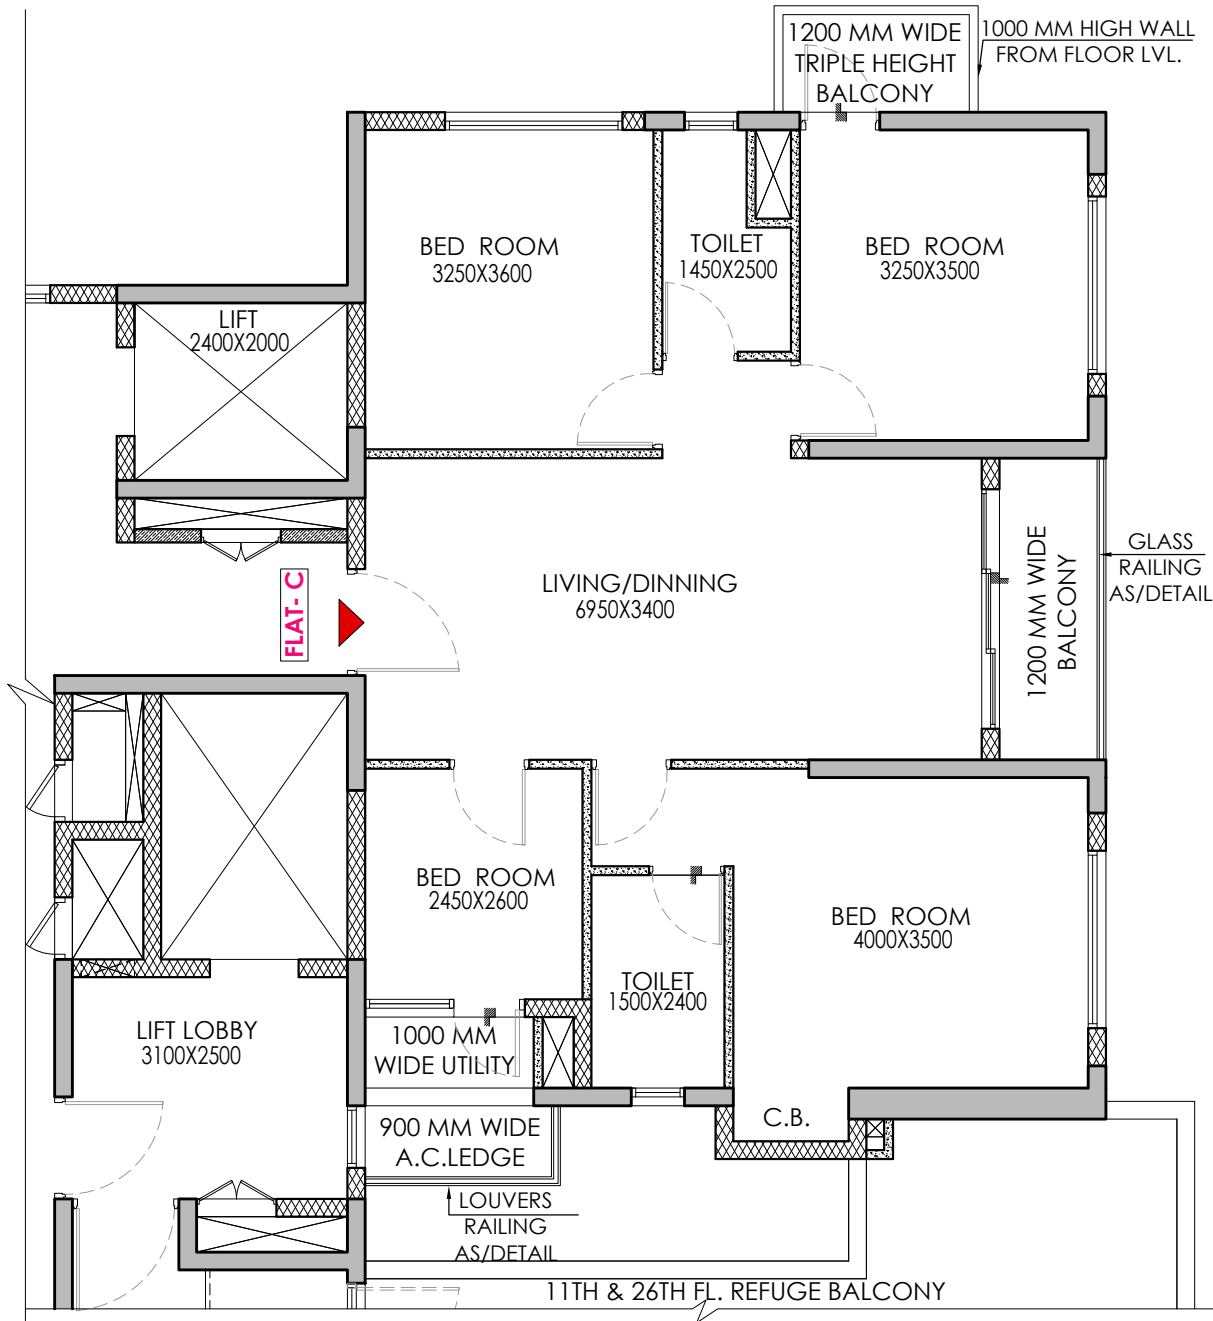 1200 MM WIDE
TRIPLE HEIGHT
BALCONY
1000 MM HIGH WALL
FROM FLOOR LVL.
BED ROOM
3250X3600
TOILET
1450X2500
BED ROOM
3250X3500
LIFT
2400X2000
FLAT- C
LIVING/DINNING
6950X3400
1200 MM WIDE
BALCONY
GLASS
RAILING
AS/DETAIL
BED ROOM
2450X2600
BED ROOM
4000X3500
TOILET
1500X2400
LIFT LOBBY
3100X2500
1000 MM
WIDE UTILITY
900 MM WIDE
A.C.LEDGE
C.B.
LOUVERS
RAILING
AS/DETAIL
11TH & 26TH FL. REFUGE BALCONY